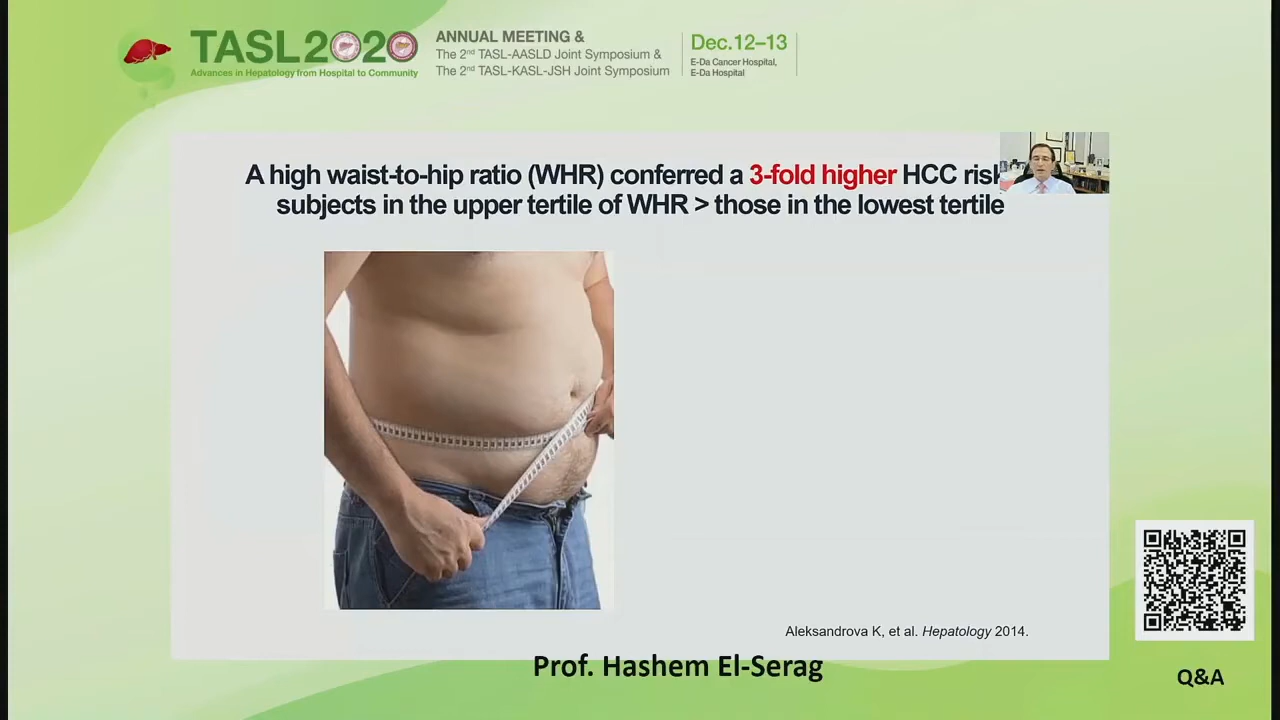 TASL 2020
Advances in Hepatology from Hospital to Community
ANNUAL MEETING &
The 2nd TASL-AASLD Joint Symposium &
The 2nd TASL-KASL-JSH Joint Symposium
Dec.12–13
E-Da Cancer Hospital,
E-Da Hospital
A high waist-to-hip ratio (WHR) conferred a 3-fold higher HCC risk
subjects in the upper tertile of WHR > those in the lowest tertile
Aleksandrova K, et al. Hepatology 2014.
Prof. Hashem El-Serag
Q&A